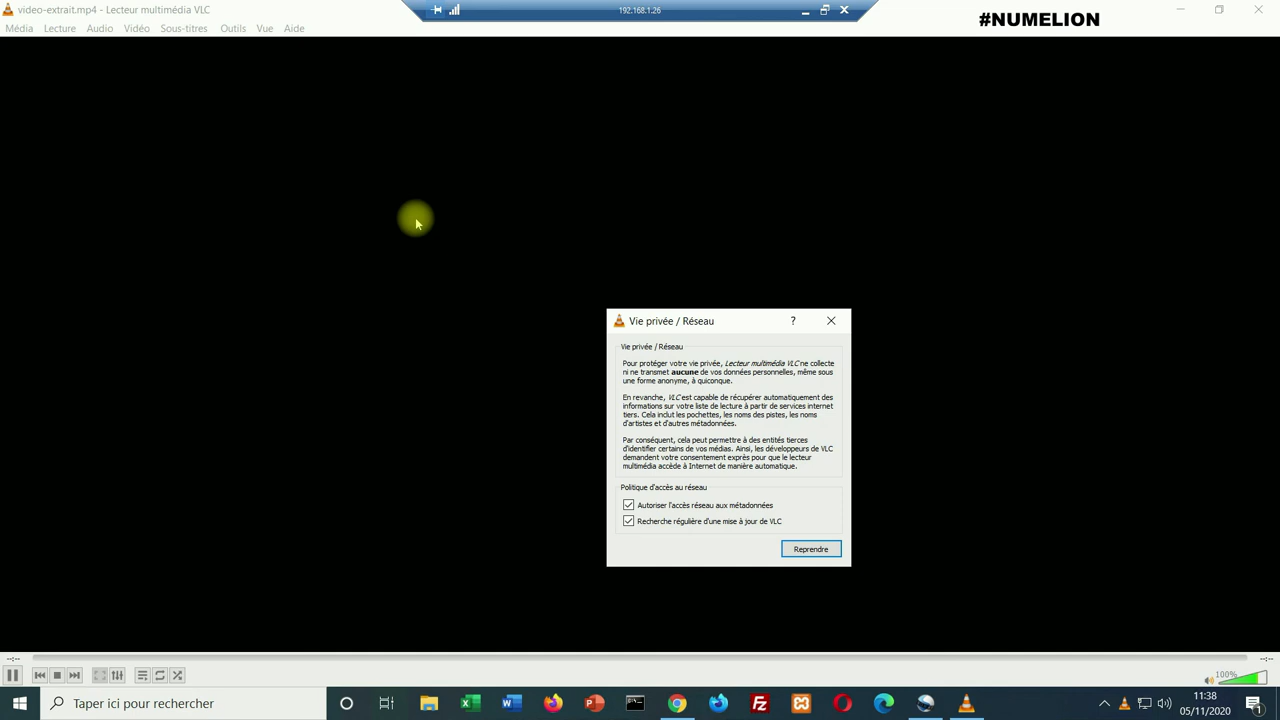 video-extrait.mp4 - Lecteur multimédia VLC
192.168.1.26
#NUMELION
Média Lecture Audio Vidéo Sous-titres Outils Vue Aide
Vie privée / Réseau
?
Vie privée / Réseau
Pour protéger votre vie privée, Lecteur multimédia VLC ne collecte
ni ne transmet aucune de vos données personnelles, même sous
une forme anonyme, à quiconque.
En revanche, VLC est capable de récupérer automatiquement des
informations sur votre liste de lecture à partir de services internet
tiers. Cela inclut les pochettes, les noms des pistes, les noms
d'artistes et d'autres métadonnées.
Par conséquent, cela peut permettre à des entités tierces
d'identifier certains de vos médias. Ainsi, les développeurs de VLC
demandent votre consentement exprès pour que le lecteur
multimédia accède à Internet de manière automatique.
Politique d'accès au réseau
Autoriser l'accès réseau aux métadonnées
Recherche régulière d'une mise à jour de VLC
Reprendre
--:-- --:--
100%
Taper ici pour rechercher
11:38
05/11/2020
1